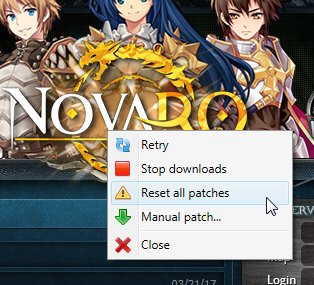 NOVARO
Retry
Stop downloads
Reset all patches
Manual patch...
Close
03/21/17
Login